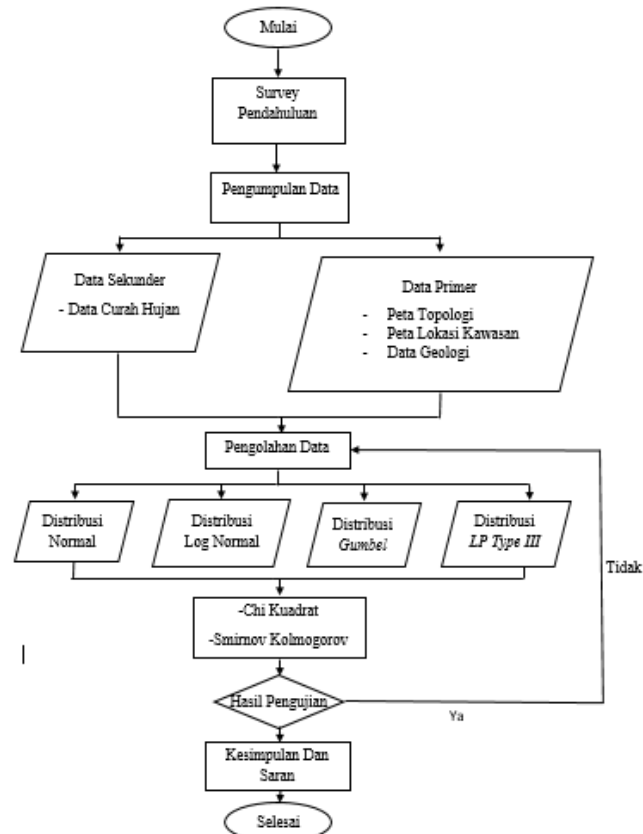 Mulai
Survey
Pendahuluan
Pengumpulan Data
Data Sekunder
- Data Curah Hujan
Data Primer
- Peta Topologi
- Peta Lokasi Kawasan
- Data Geologi
Pengolahan Data
Distribusi
Normal
Distribusi
Log Normal
Distribusi
Gumbel
Distribusi
LP Type III
Tidak
-Chi Kuadrat
-Smirnov Kolmogorov
Hasil Pengujian
Ya
Kesimpulan Dan
Saran
Selesai